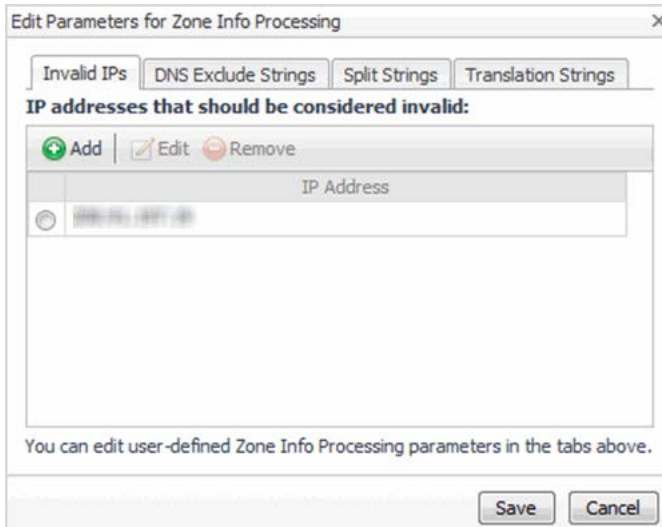 Edit Parameters for Zone Info Processing
Invalid IPs DNS Exclude Strings Split Strings Translation Strings
IP addresses that should be considered invalid:
Add Edit Remove
IP Address
You can edit user-defined Zone Info Processing parameters in the tabs above.
Save Cancel